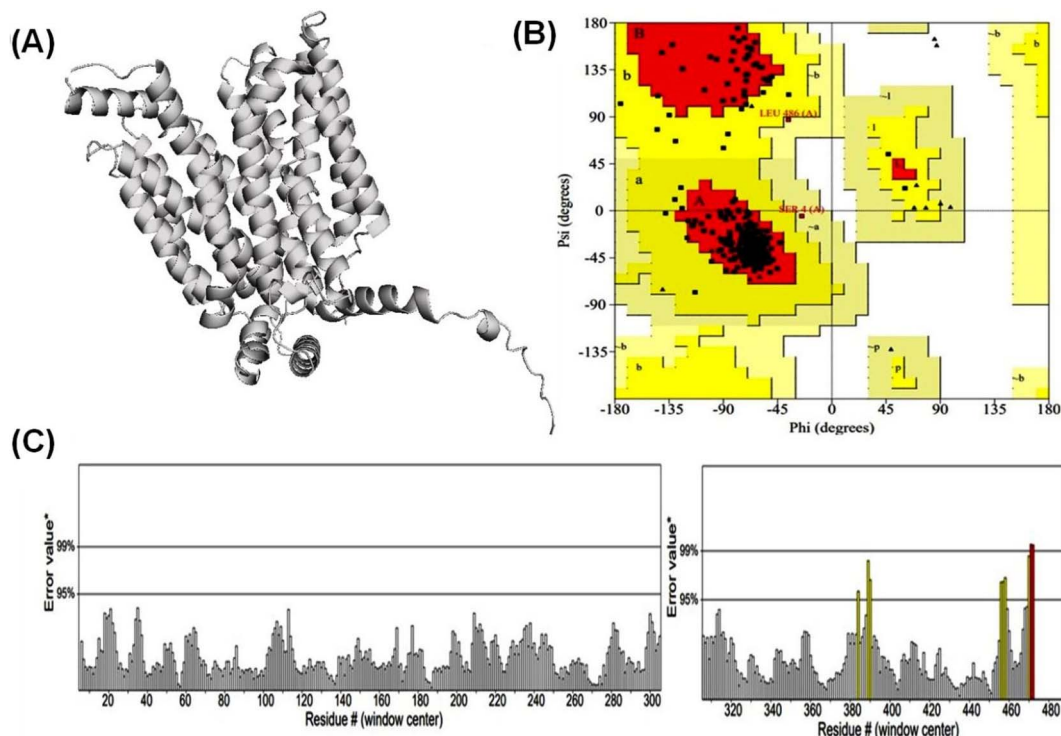 (A)
(B)
180
135
90
45
0
-45
-90
-135
-180
-135
-90
-45
0
45
90
135
180
Psi (degrees)
Phi (degrees)
B
b
a
A
l
~l
~b
~b
~b
b
~b
~b
b
~a
~p
p
~b
LEU 486 (A)
SER 4 (A)
(C)
Error value*
99%
95%
20 40 60 80 100 120 140 160 180 200 220 240 260 280 300
Residue # (window center)
Error value*
99%
95%
320 340 360 380 400 420 440 460 480
Residue # (window center)